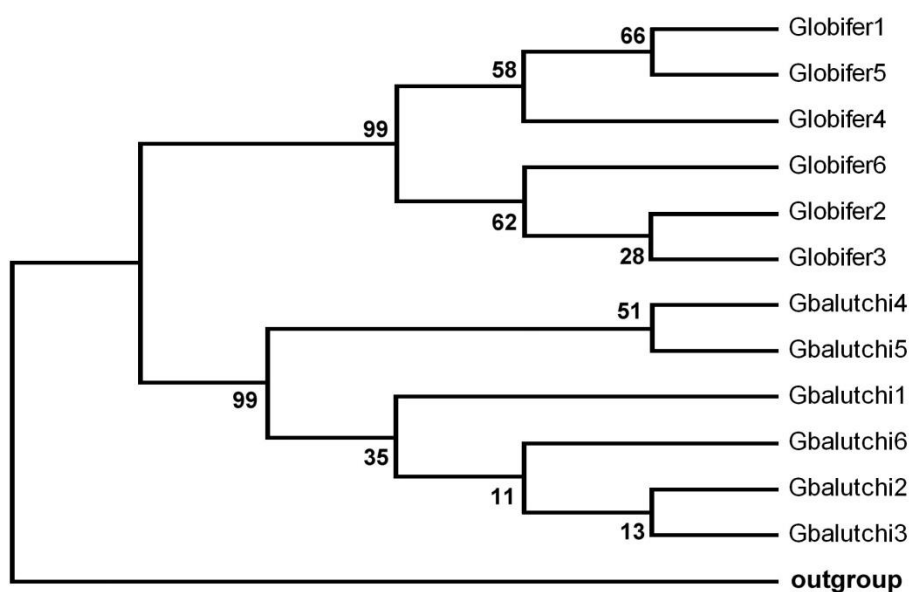 66
Globifer1
58
Globifer5
99
Globifer4
Globifer6
62
Globifer2
28
Globifer3
51
Gbalutchi4
Gbalutchi5
99
Gbalutchi1
35
Gbalutchi6
11
Gbalutchi2
13
Gbalutchi3
outgroup